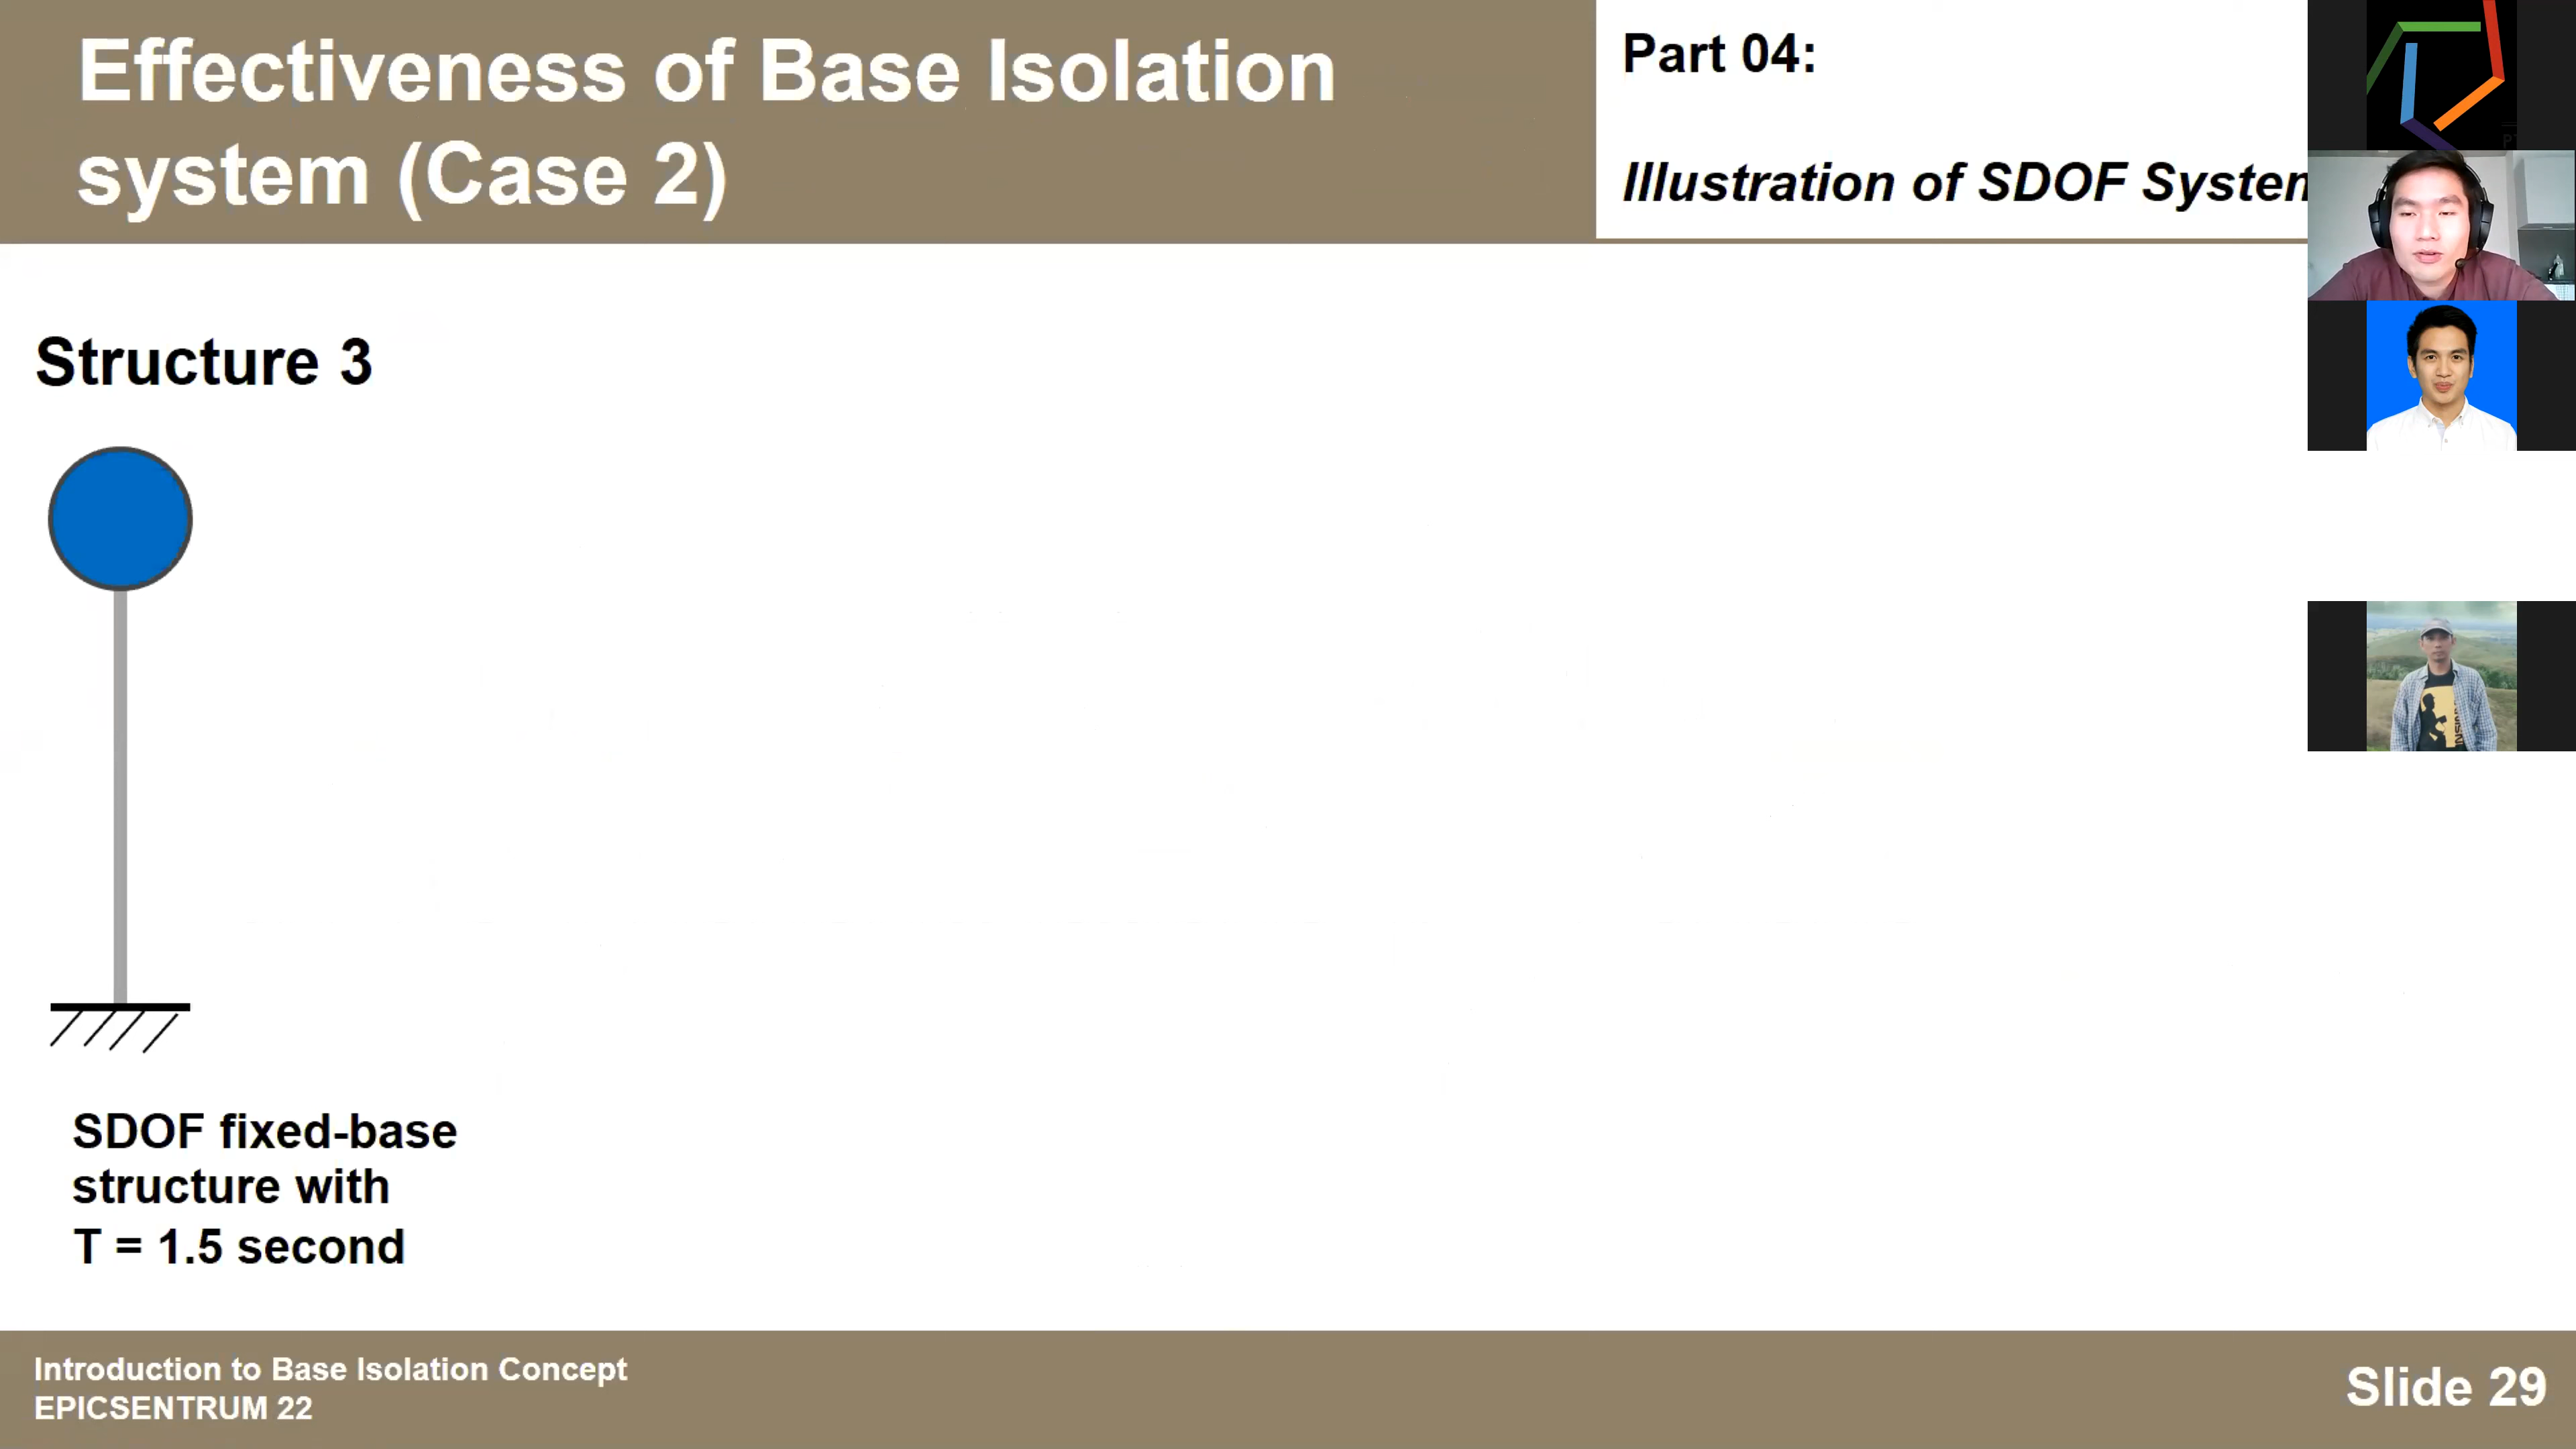 Effectiveness of Base Isolation
system (Case 2)
Part 04:
Illustration of SDOF System
Structure 3
SDOF fixed-base
structure with
T = 1.5 second
Introduction to Base Isolation Concept
EPICSENTRUM 22
Slide 29